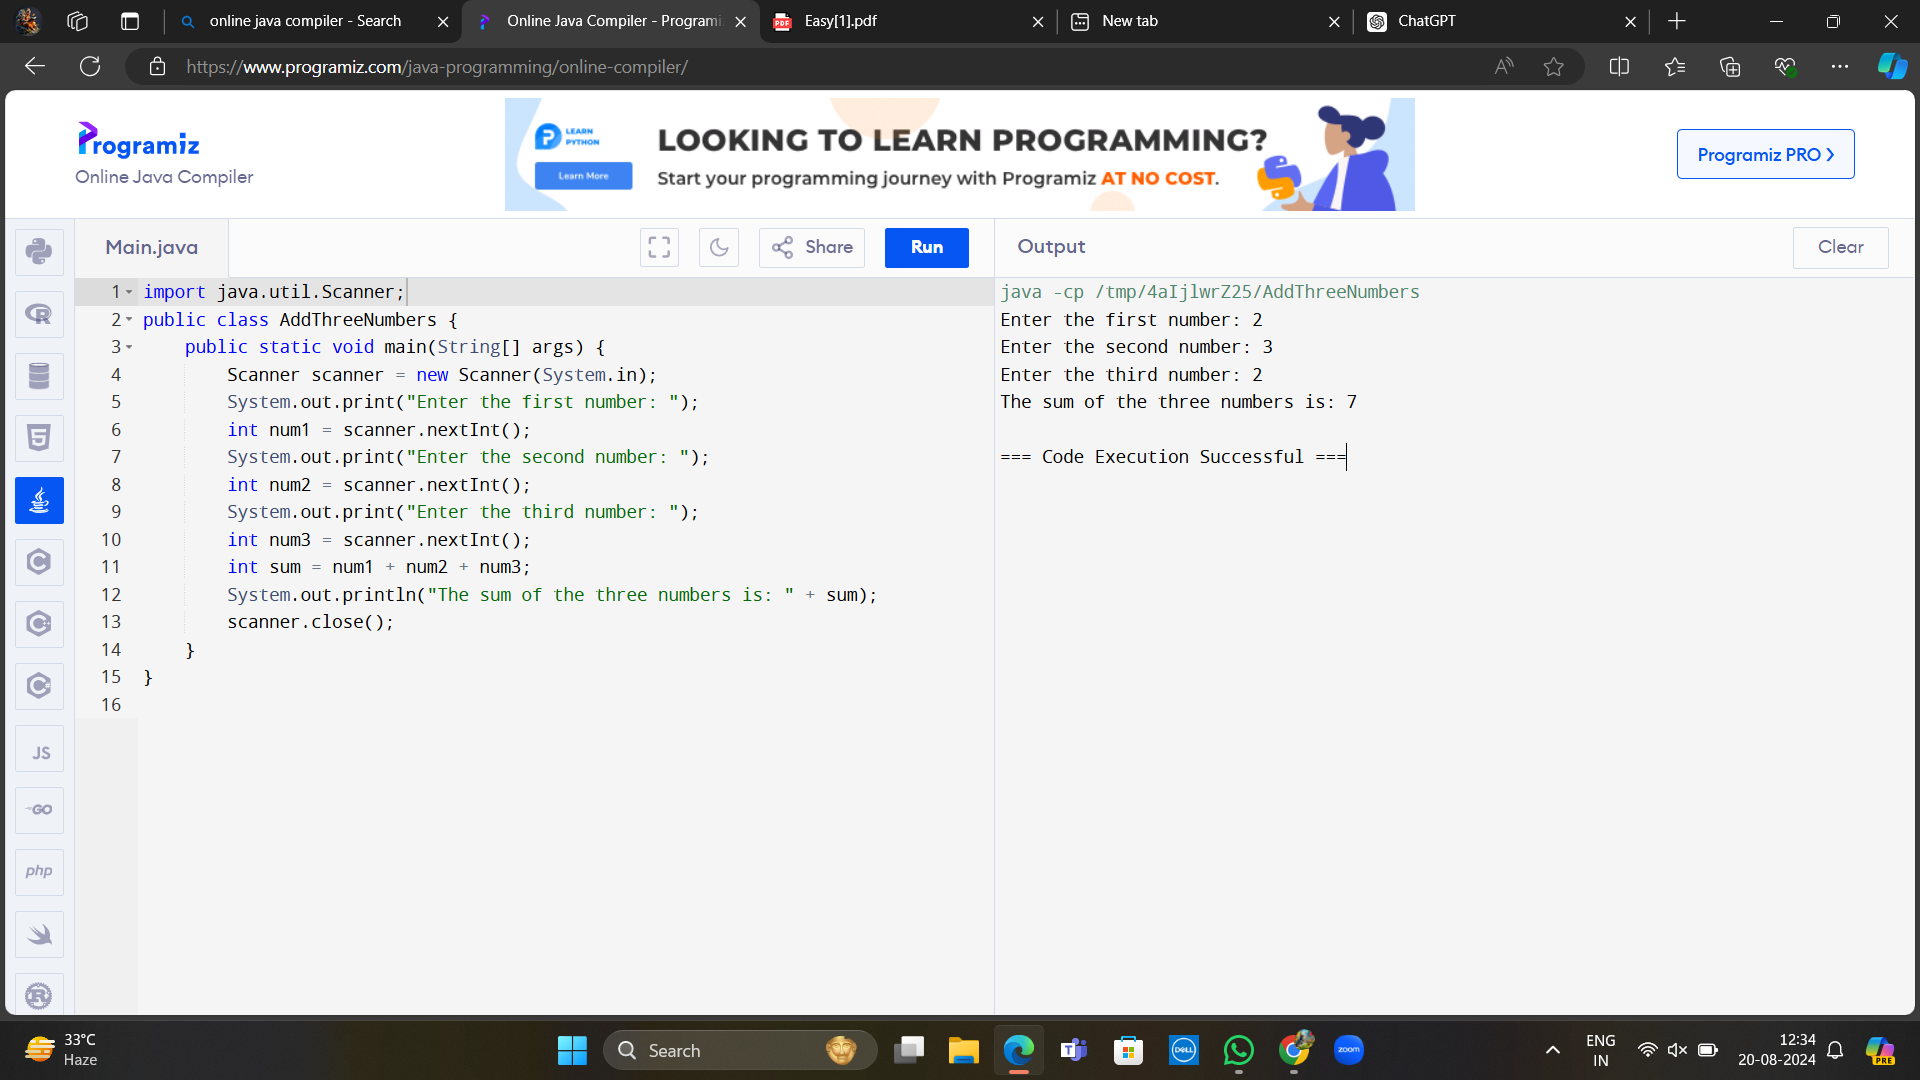 online java compiler - Search
Online Java Compiler - Programi
Easy[1].pdf
New tab
ChatGPT
https://www.programiz.com/java-programming/online-compiler/
Programiz
Online Java Compiler
LEARN
PYTHON
Learn More
LOOKING TO LEARN PROGRAMMING?
Start your programming journey with Programiz AT NO COST.
Programiz PRO
Main.java
Share
Run
Output
Clear
1 import java.util.Scanner;
2 public class AddThreeNumbers {
3 public static void main(String[] args) {
4 Scanner scanner = new Scanner(System.in);
5 System.out.print("Enter the first number: ");
6 int num1 = scanner.nextInt();
7 System.out.print("Enter the second number: ");
8 int num2 = scanner.nextInt();
9 System.out.print("Enter the third number: ");
10 int num3 = scanner.nextInt();
11 int sum = num1 + num2 + num3;
12 System.out.println("The sum of the three numbers is: " + sum);
13 scanner.close();
14 }
15 }
16
java -cp /tmp/4aIjlwrZ25/AddThreeNumbers
Enter the first number: 2
Enter the second number: 3
Enter the third number: 2
The sum of the three numbers is: 7
=== Code Execution Successful ===
JS
GO
php
33°C
Haze
Search
DELL
zoom
ENG
IN
12:34
20-08-2024
PRE